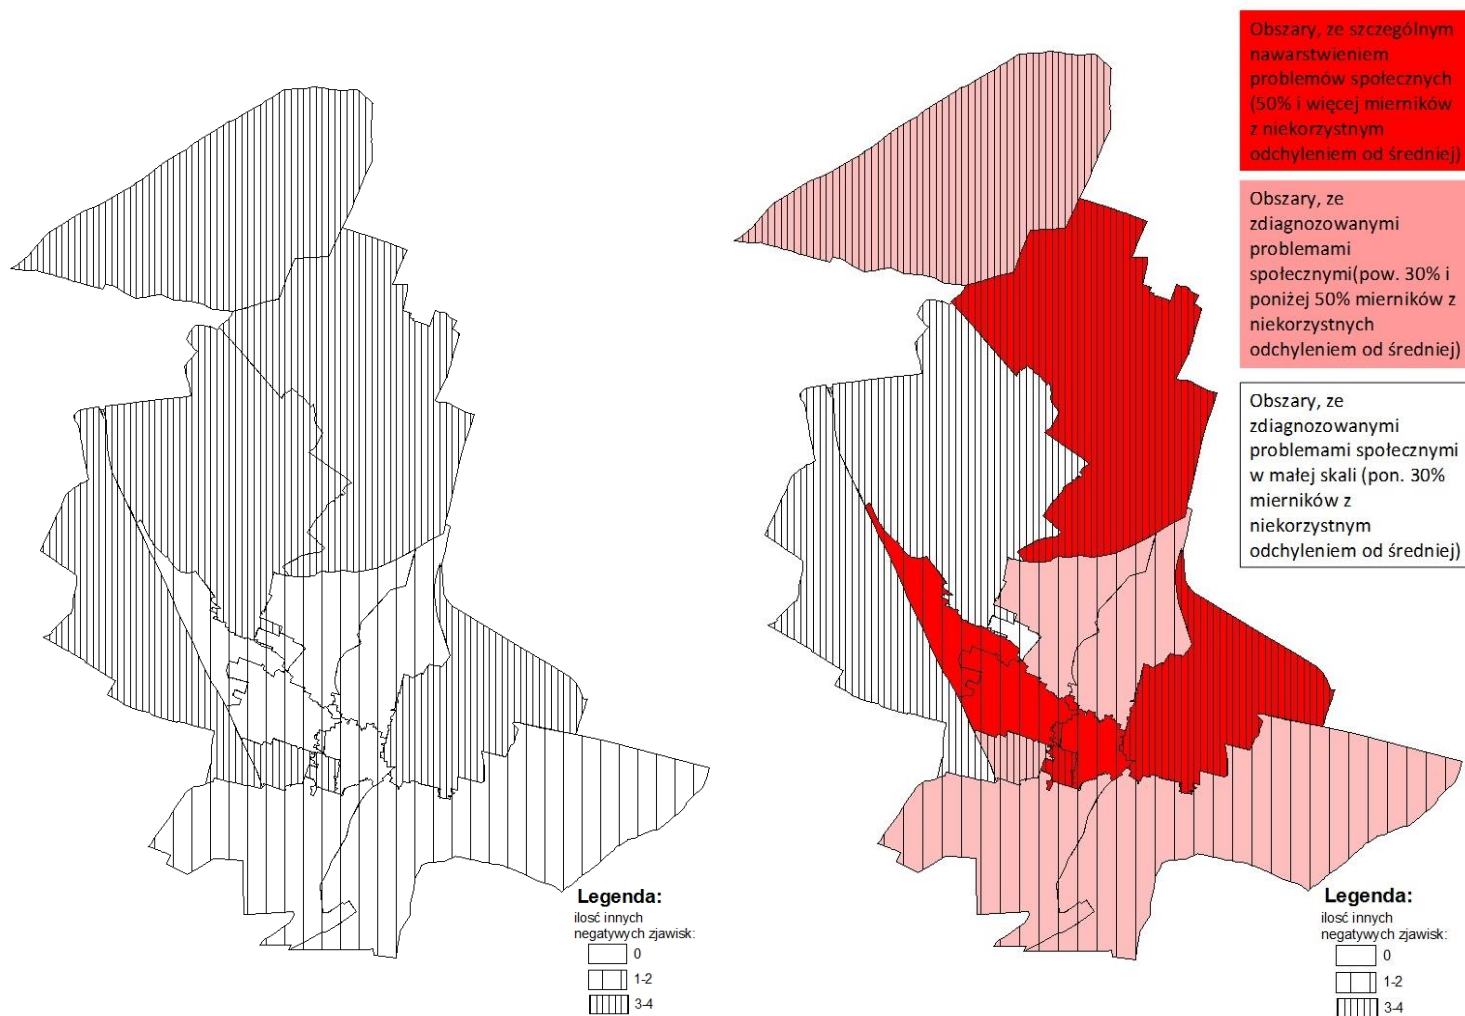 Obszary, ze szczególnym
nawarstwieniem
problemów społecznych
(50% i więcej mierników
z niekorzystnym
odchyleniem od średniej)
Obszary, ze
zdiagnozowanymi
problemami
społecznymi(pow. 30% i
poniżej 50% mierników z
niekorzystnych
odchyleniem od średniej)
Obszary, ze
zdiagnozowanymi
problemami społecznymi
w małej skali (pon. 30%
mierników z
niekorzystnym
odchyleniem od średniej)
Legenda:
ilosć innych
negatywych zjawisk:
0
1-2
3-4
Legenda:
ilosć innych
negatywych zjawisk:
0
1-2
3-4